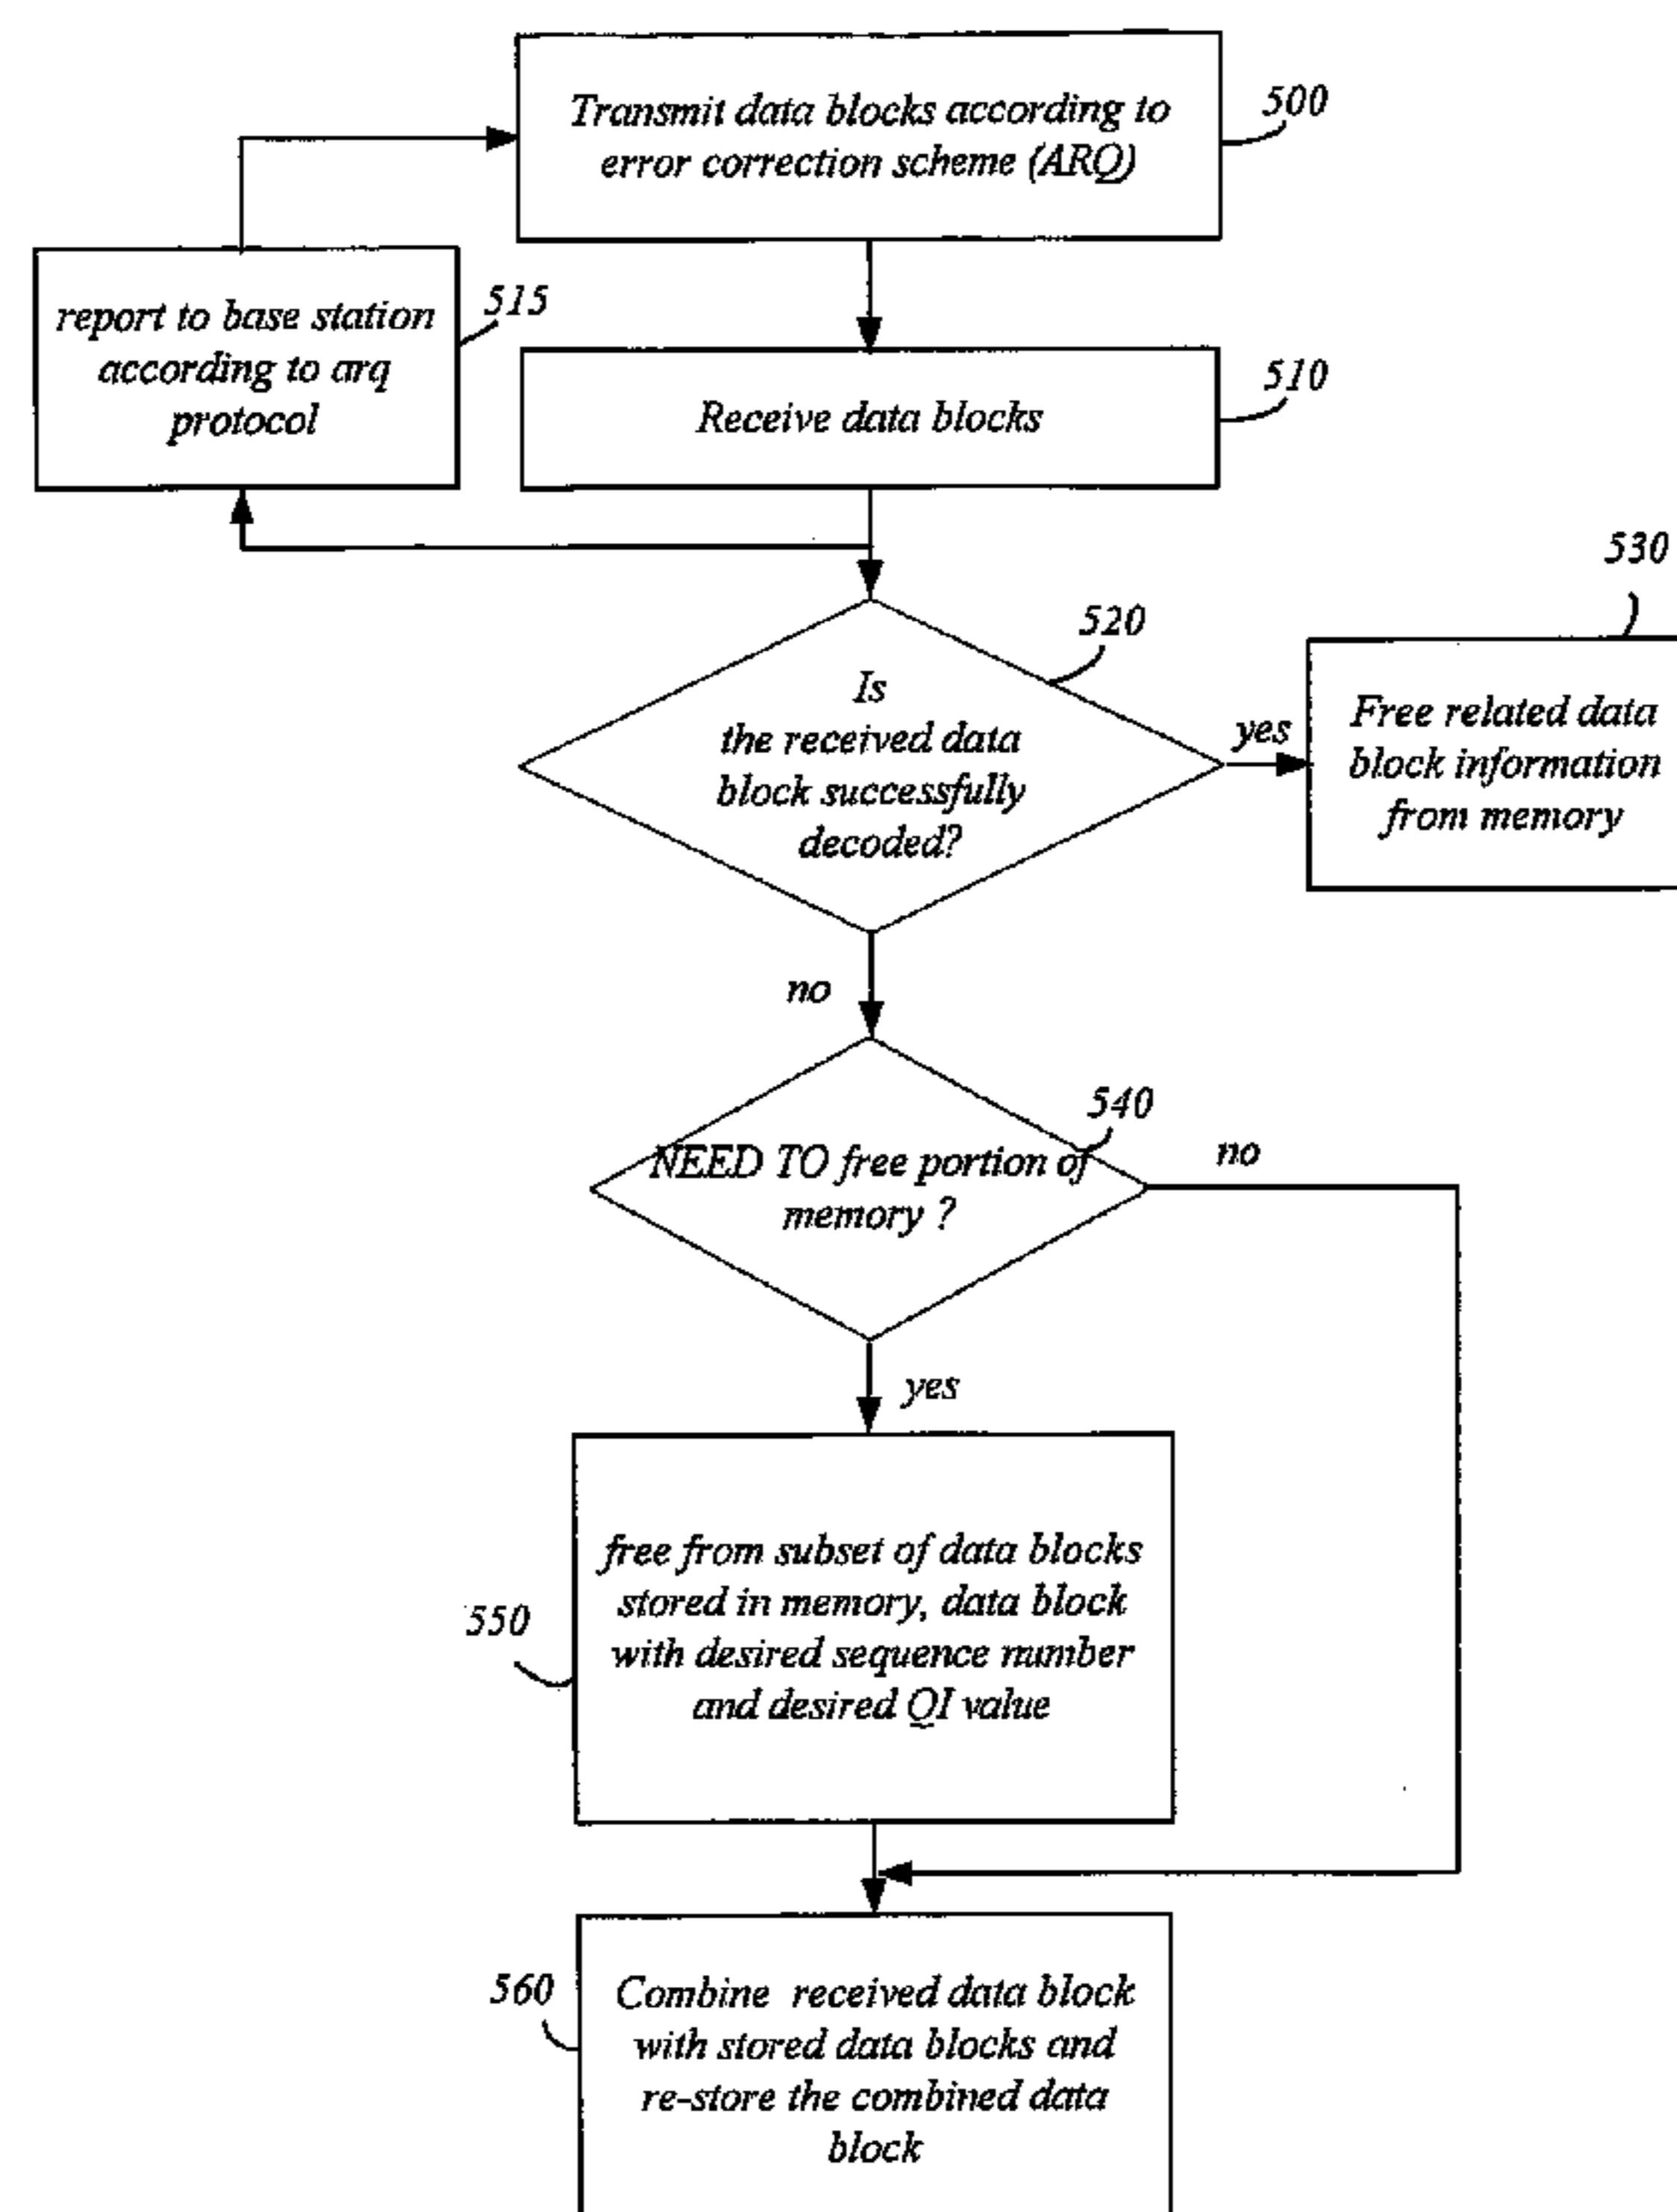 Transmit data blocks according to
error correction scheme (ARQ)
500
report to base station
according to arq
protocol
515
Receive data blocks
510
520
Is
the received data
block successfully
decoded?
yes
530
Free related data
block information
from memory
no
540
NEED TO free portion of
memory ?
no
yes
550
free from subset of data blocks
stored in memory, data block
with desired sequence number
and desired QI value
560
Combine received data block
with stored data blocks and
re-store the combined data
block